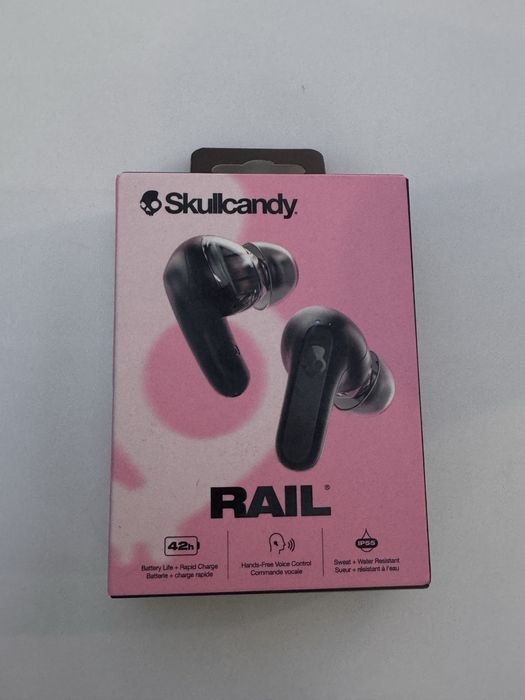 Skullcandy®
RAIL®
42h
Battery Life + Rapid Charge
Batterie + charge rapide
Hands-Free Voice Control
Commande vocale
IP55
Sweat + Water Resistant
Sueur + résistant à l'eau